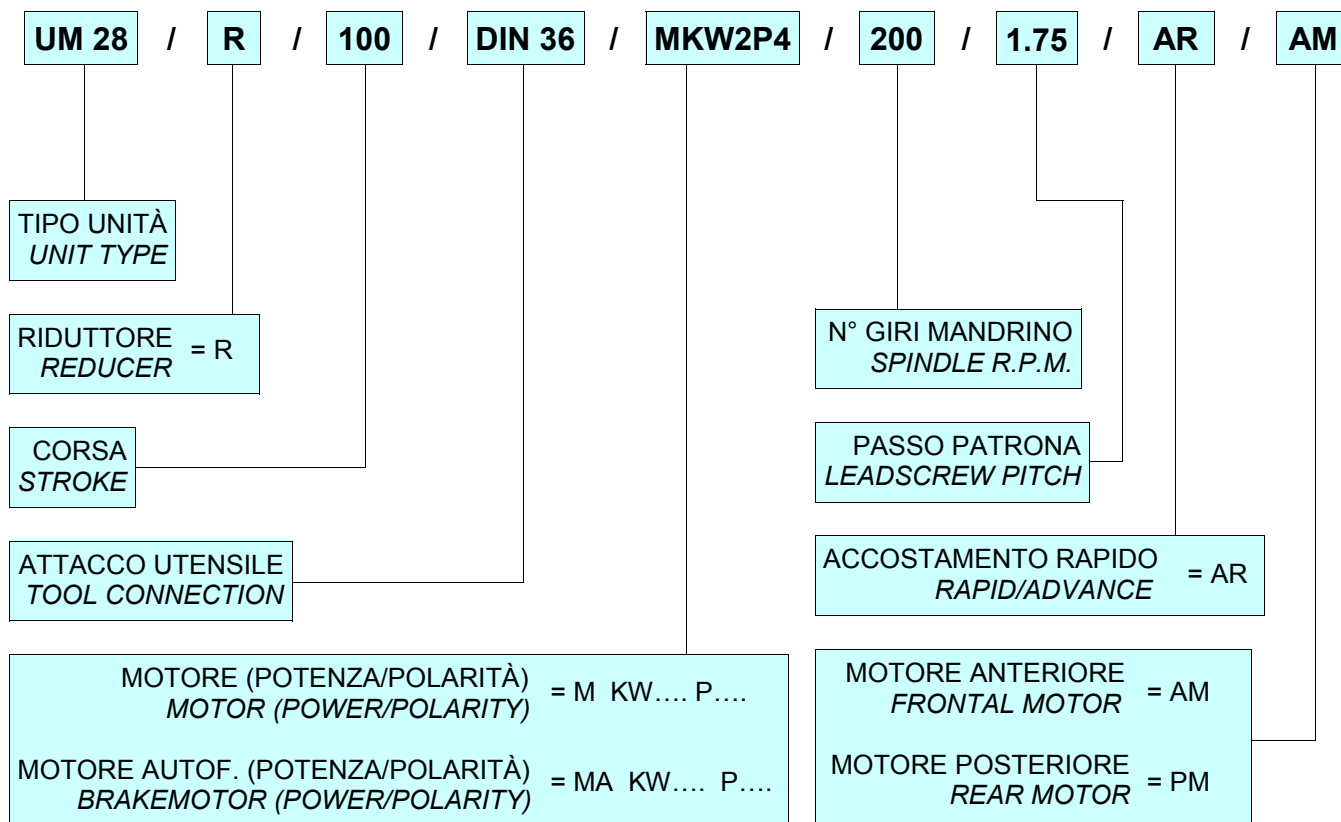 UM 28 / R / 100 / DIN 36 / MKW2P4 / 200 / 1.75 / AR / AM
TIPO UNITÀ
UNIT TYPE
RIDUTTORE
REDUCER
= R
CORSA
STROKE
ATTACCO UTENSILE
TOOL CONNECTION
MOTORE (POTENZA/POLARITÀ)
MOTOR (POWER/POLARITY)
= M KW…. P….
MOTORE AUTOF. (POTENZA/POLARITÀ)
BRAKEMOTOR (POWER/POLARITY)
= MA KW…. P….
N° GIRI MANDRINO
SPINDLE R.P.M.
PASSO PATRONA
LEADSCREW PITCH
ACCOSTAMENTO RAPIDO
RAPID/ADVANCE
= AR
MOTORE ANTERIORE
FRONTAL MOTOR
= AM
MOTORE POSTERIORE
REAR MOTOR
= PM